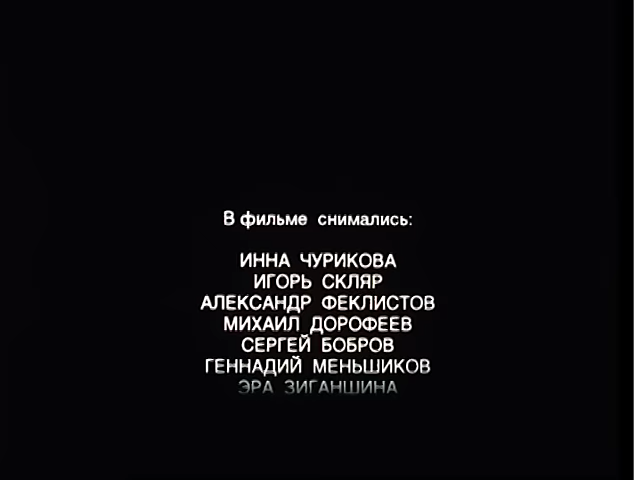 В фильме снимались:
ИННА ЧУРИКОВА
ИГОРЬ СКЛЯР
АЛЕКСАНДР ФЕКЛИСТОВ
МИХАИЛ ДОРОФЕЕВ
СЕРГЕЙ БОБРОВ
ГЕННАДИЙ МЕНЬШИКОВ
ЭРА ЗИГАНШИНА